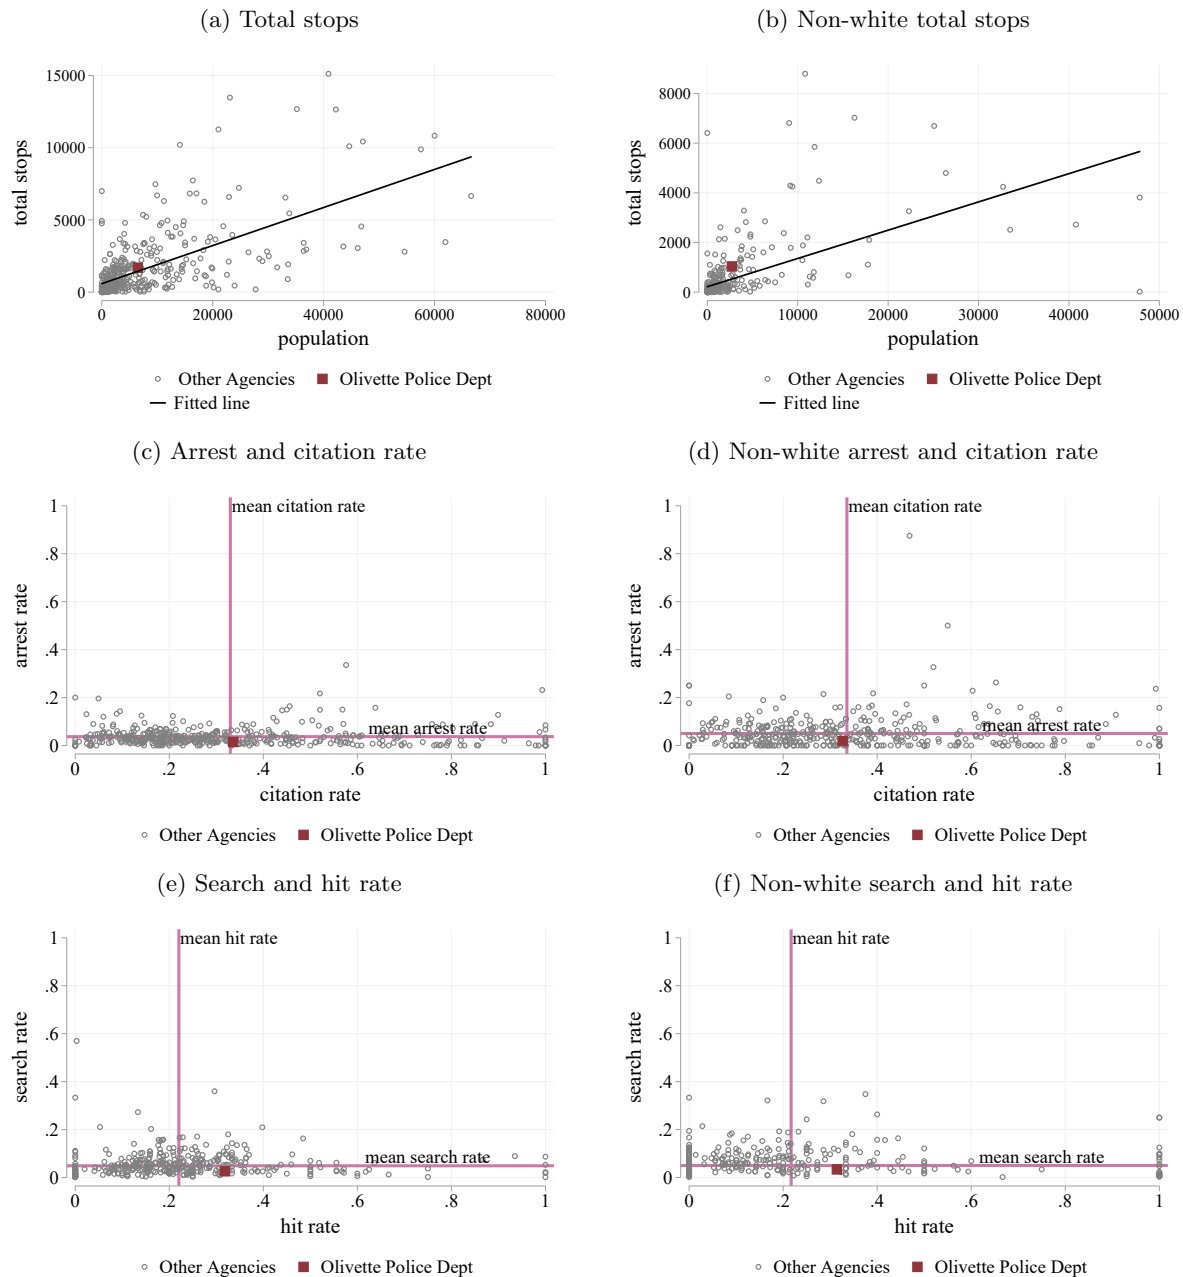 (a) Total stops
(b) Non-white total stops
total stops
15000
10000
5000
0
0 20000 40000 60000 80000
population
Other Agencies Olivette Police Dept
Fitted line
total stops
8000
6000
4000
2000
0
0 10000 20000 30000 40000 50000
population
Other Agencies Olivette Police Dept
Fitted line
(c) Arrest and citation rate
(d) Non-white arrest and citation rate
arrest rate
1
.8
.6
.4
.2
0
mean citation rate
mean arrest rate
0 .2 .4 .6 .8 1
citation rate
Other Agencies Olivette Police Dept
arrest rate
1
.8
.6
.4
.2
0
mean citation rate
mean arrest rate
0 .2 .4 .6 .8 1
citation rate
Other Agencies Olivette Police Dept
(e) Search and hit rate
(f) Non-white search and hit rate
search rate
1
.8
.6
.4
.2
0
mean hit rate
mean search rate
0 .2 .4 .6 .8 1
hit rate
Other Agencies Olivette Police Dept
search rate
1
.8
.6
.4
.2
0
mean hit rate
mean search rate
0 .2 .4 .6 .8 1
hit rate
Other Agencies Olivette Police Dept